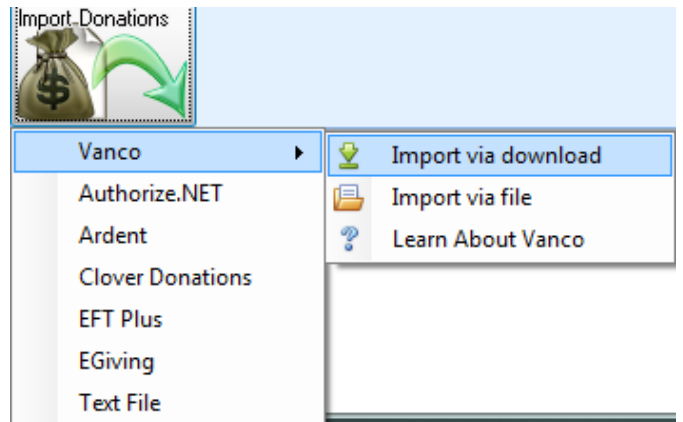 Import Donations
$
Vanco
Import via download
Authorize.NET
Import via file
Ardent
Learn About Vanco
Clover Donations
EFT Plus
EGiving
Text File